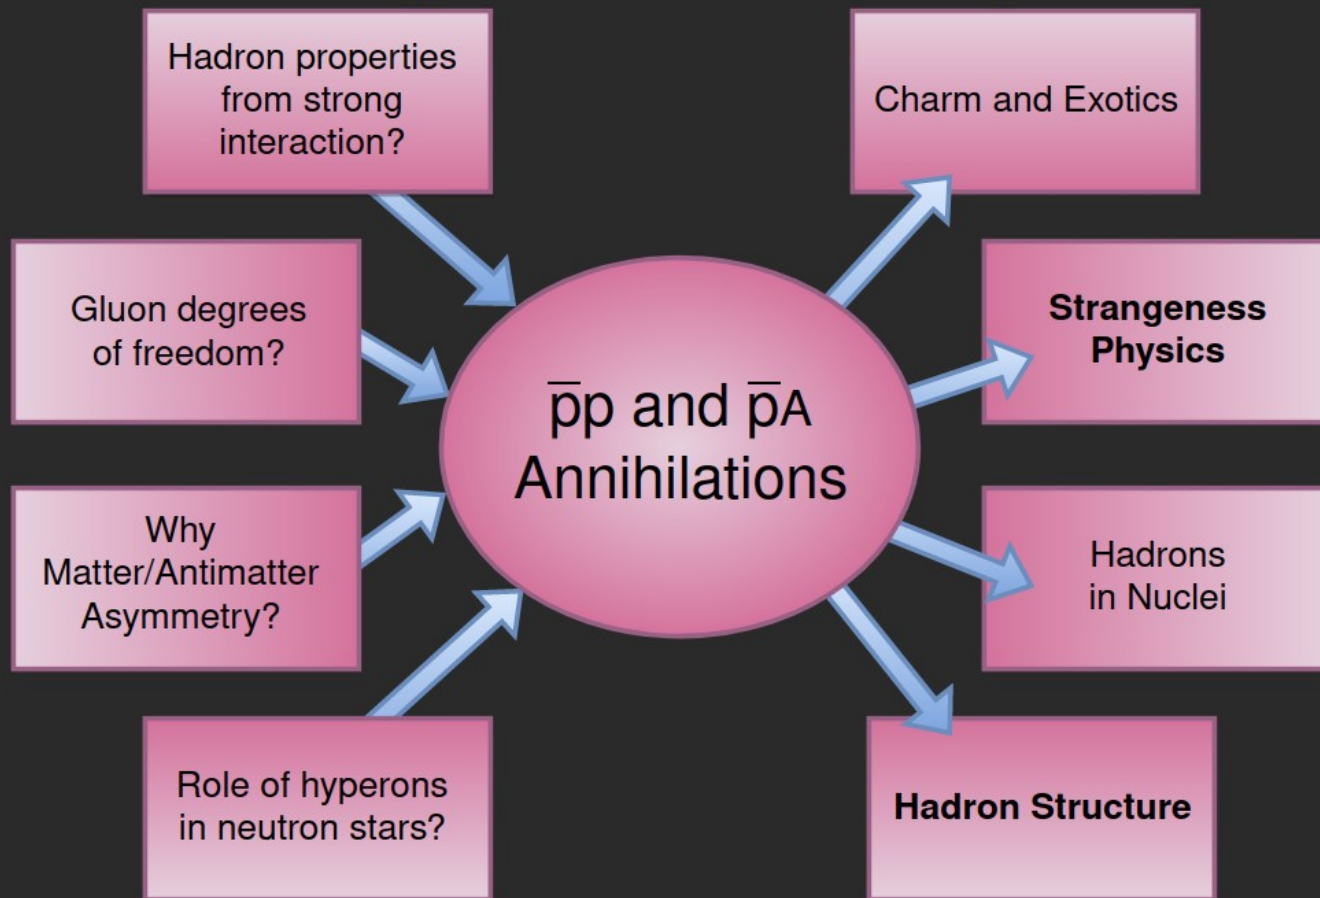 Hadron properties
from strong
interaction?
Gluon degrees
of freedom?
Why
Matter/Antimatter
Asymmetry?
Role of hyperons
in neutron stars?
p̅p and p̅A
Annihilations
Charm and Exotics
Strangeness
Physics
Hadrons
in Nuclei
Hadron Structure